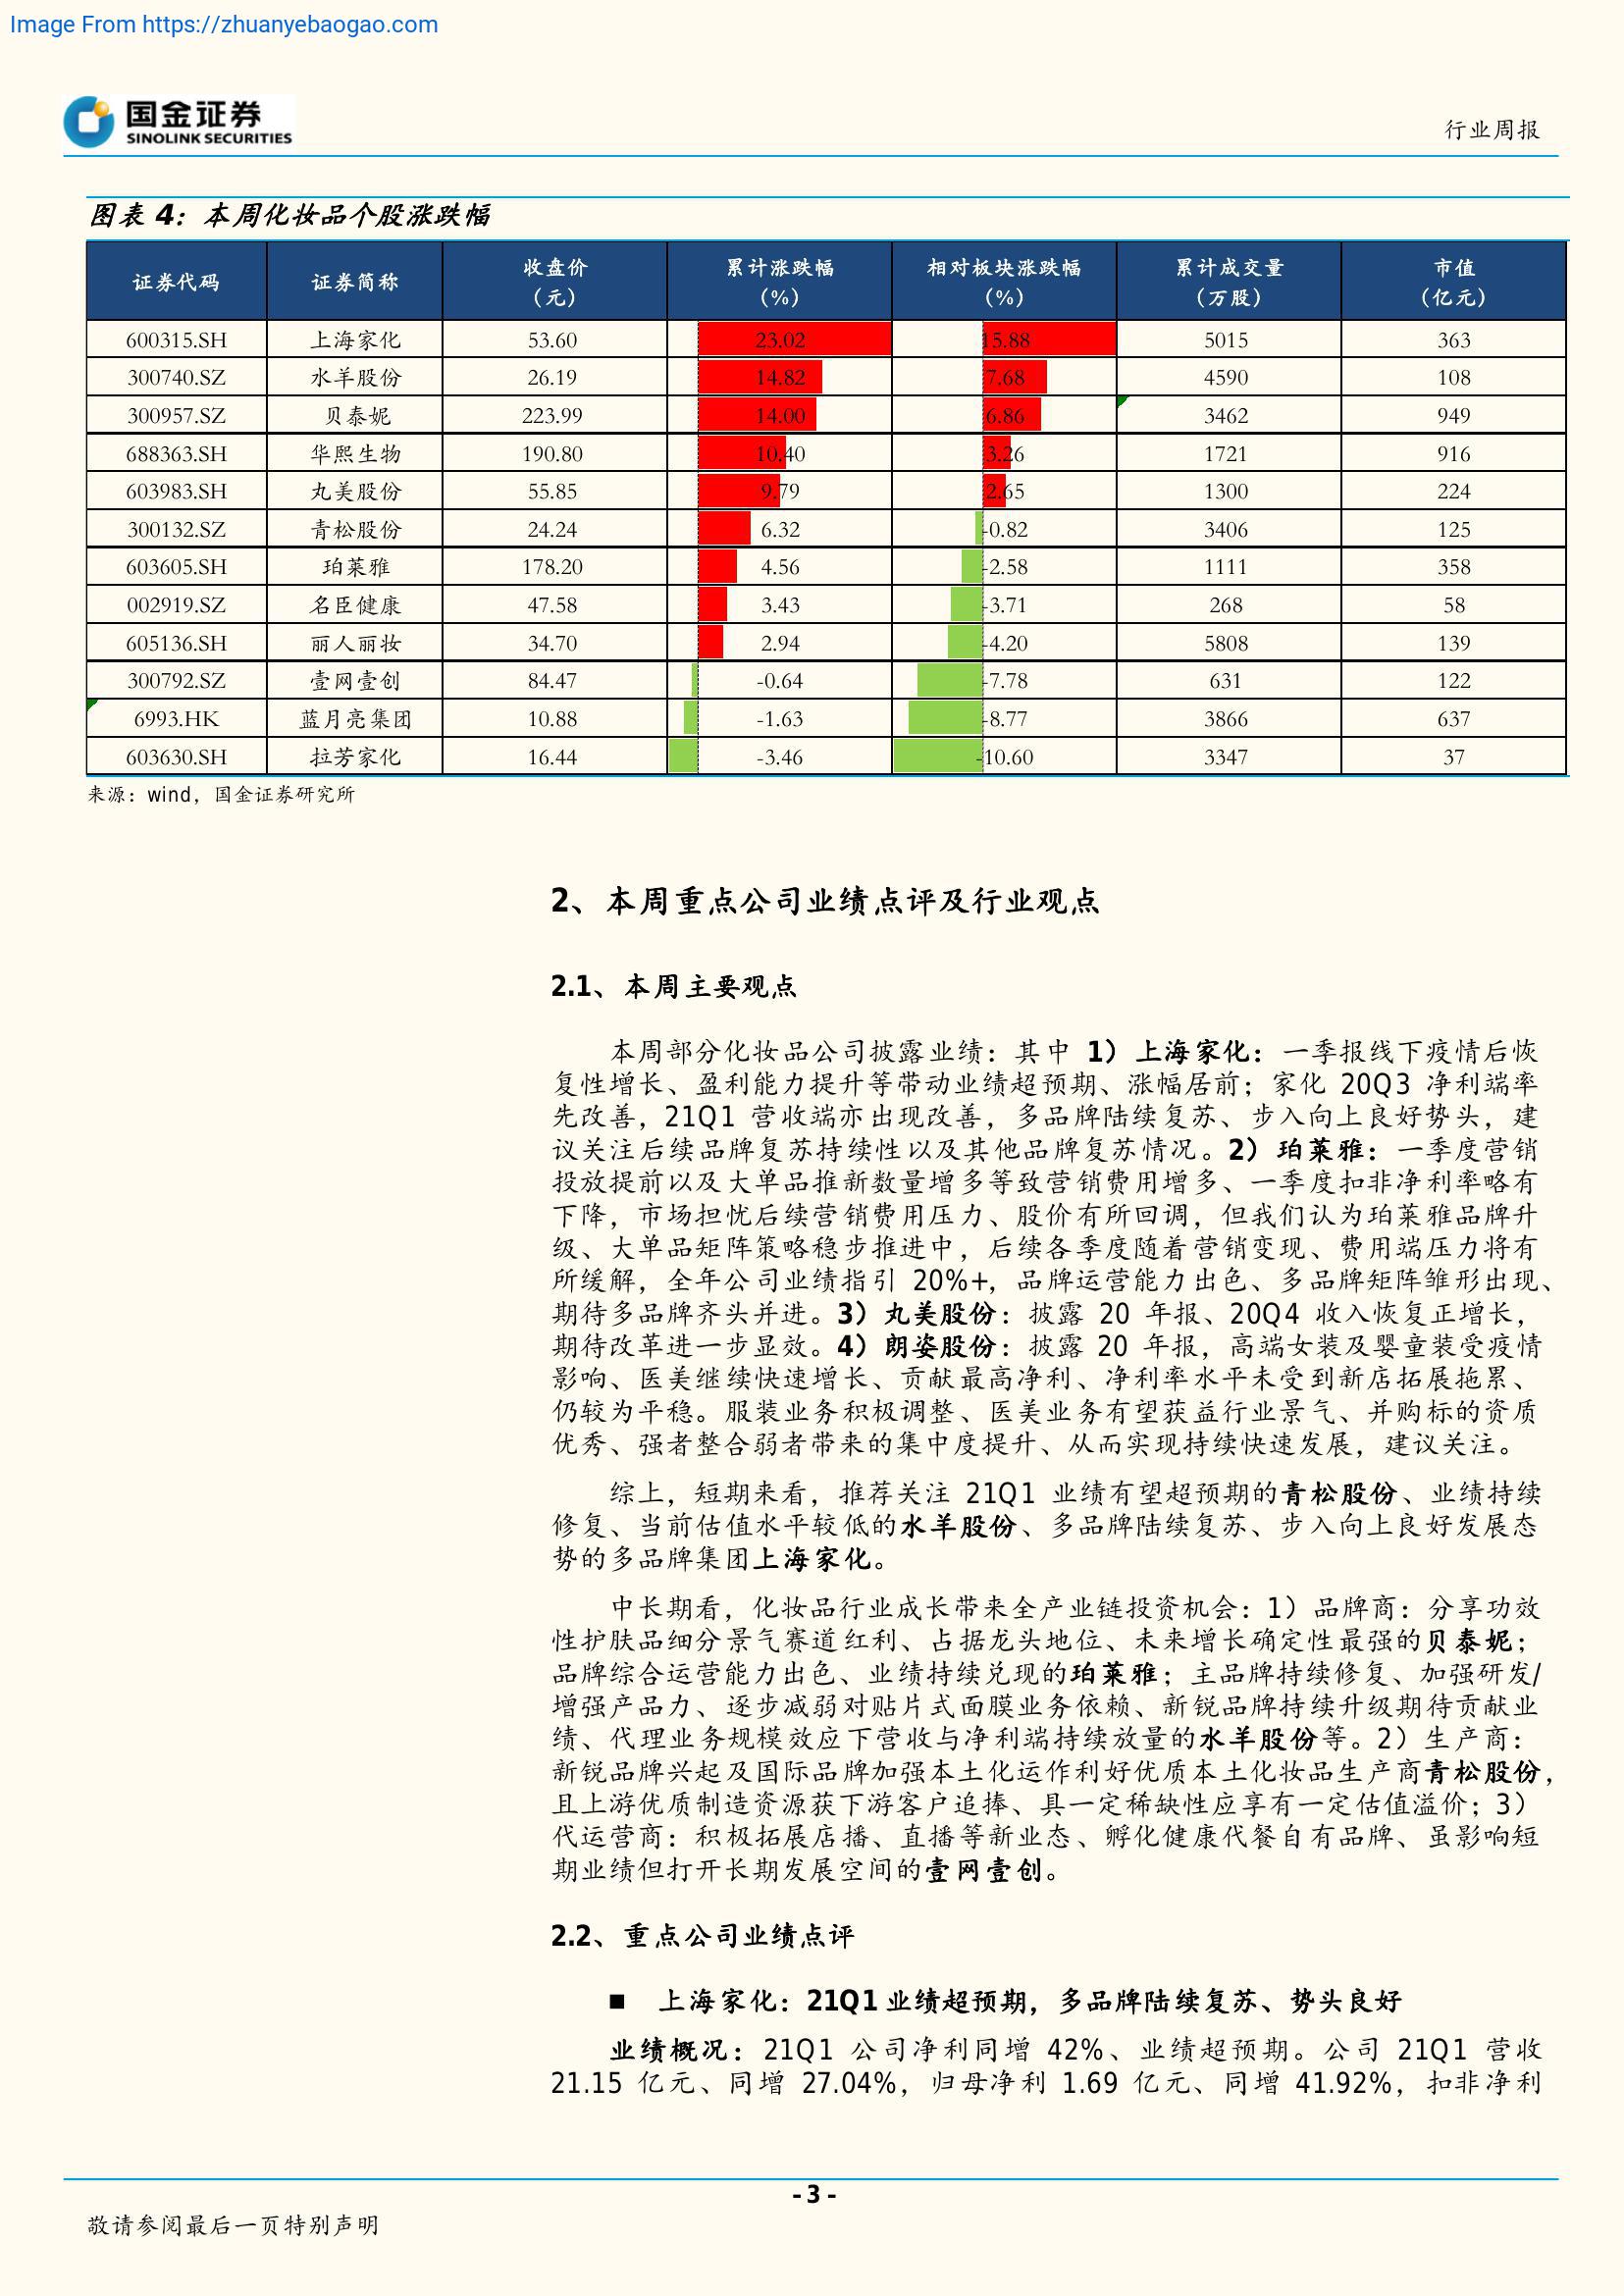 Image From https://zhuanyebaogao.com
国金证券
SINOLINK SECURITIES
行业周报
图表 4：本周化妆品个股涨跌幅
证券代码 证券简称 收盘价（元） 累计涨跌幅（%） 相对板块涨跌幅（%） 累计成交量（万股） 市值（亿元）
600315.SH 上海家化 53.60 23.02 15.88 5015 363
300740.SZ 水羊股份 26.19 14.82 7.68 4590 108
300957.SZ 贝泰妮 223.99 14.00 6.86 3462 949
688363.SH 华熙生物 190.80 10.40 3.26 1721 916
603983.SH 丸美股份 55.85 9.79 2.65 1300 224
300132.SZ 青松股份 24.24 6.32 -0.82 3406 125
603605.SH 珀莱雅 178.20 4.56 -2.58 1111 358
002919.SZ 名臣健康 47.58 3.43 -3.71 268 58
605136.SH 丽人丽妆 34.70 2.94 -4.20 5808 139
300792.SZ 壹网壹创 84.47 -0.64 -7.78 631 122
6993.HK 蓝月亮集团 10.88 -1.63 -8.77 3866 637
603630.SH 拉芳家化 16.44 -3.46 -10.60 3347 37
来源：wind，国金证券研究所
2、本周重点公司业绩点评及行业观点
2.1、本周主要观点
本周部分化妆品公司披露业绩：其中 1）上海家化：一季报线下疫情后恢
复性增长、盈利能力提升等带动业绩超预期、涨幅居前；家化 20Q3 净利端率
先改善，21Q1 营收端亦出现改善，多品牌陆续复苏、步入向上良好势头，建
议关注后续品牌复苏持续性以及其他品牌复苏情况。2）珀莱雅：一季度营销
投放提前以及大单品推新数量增多等致营销费用增多、一季度扣非净利率略有
下降，市场担忧后续营销费用压力、股价有所回调，但我们认为珀莱雅品牌升
级、大单品矩阵策略稳步推进中，后续各季度随着营销变现、费用端压力将有
所缓解，全年公司业绩指引 20%+，品牌运营能力出色、多品牌矩阵雏形出现、
期待多品牌齐头并进。3）丸美股份：披露 20 年报、20Q4 收入恢复正增长，
期待改革进一步显效。4）朗姿股份：披露 20 年报，高端女装及婴童装受疫情
影响、医美继续快速增长、贡献最高净利、净利率水平未受到新店拓展拖累、
仍较为平稳。服装业务积极调整、医美业务有望获益行业景气、并购标的资质
优秀、强者整合弱者带来的集中度提升、从而实现持续快速发展，建议关注。
综上，短期来看，推荐关注 21Q1 业绩有望超预期的青松股份、业绩持续
修复、当前估值水平较低的水羊股份、多品牌陆续复苏、步入向上良好发展态
势的多品牌集团上海家化。
中长期看，化妆品行业成长带来全产业链投资机会：1）品牌商：分享功效
性护肤品细分景气赛道红利、占据龙头地位、未来增长确定性最强的贝泰妮；
品牌综合运营能力出色、业绩持续兑现的珀莱雅；主品牌持续修复、加强研发/
增强产品力、逐步减弱对贴片式面膜业务依赖、新锐品牌持续升级期待贡献业
绩、代理业务规模效应下营收与净利端持续放量的水羊股份等。2）生产商：
新锐品牌兴起及国际品牌加强本土化运作利好优质本土化妆品生产商青松股份，
且上游优质制造资源获下游客户追捧、具一定稀缺性应享有一定估值溢价；3）
代运营商：积极拓展店播、直播等新业态、孵化健康代餐自有品牌、虽影响短
期业绩但打开长期发展空间的壹网壹创。
2.2、重点公司业绩点评
■ 上海家化：21Q1 业绩超预期，多品牌陆续复苏、势头良好
业绩概况：21Q1 公司净利同增 42%、业绩超预期。公司 21Q1 营收
21.15 亿元、同增 27.04%，归母净利 1.69 亿元、同增 41.92%，扣非净利
- 3 -
敬请参阅最后一页特别声明